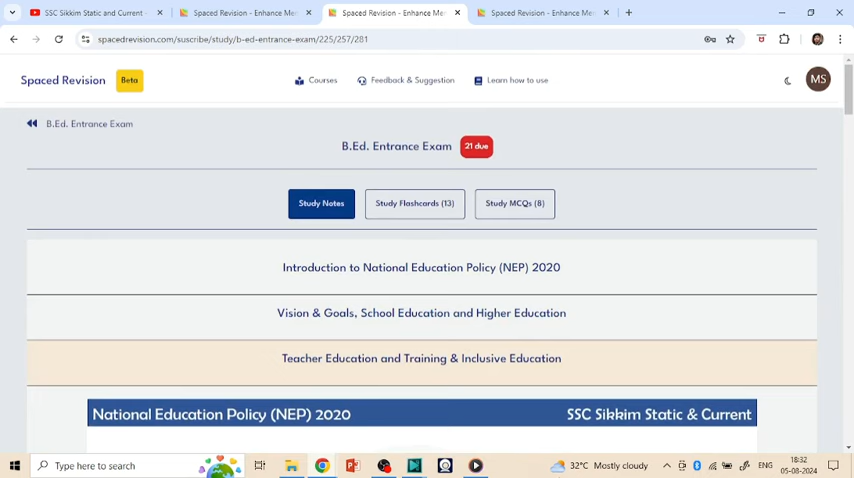 SSC Sikkim Static and Current -
Spaced Revision - Enhance Me
Spaced Revision - Enhance Me
Spaced Revision - Enhance Me
spacedrevision.com/suscribe/study/b-ed-entrance-exam/225/257/281
Spaced Revision Beta
Courses
Feedback & Suggestion
Learn how to use
MS
B.Ed. Entrance Exam
B.Ed. Entrance Exam 21 due
Study Notes
Study Flashcards (13)
Study MCQs (8)
Introduction to National Education Policy (NEP) 2020
Vision & Goals, School Education and Higher Education
Teacher Education and Training & Inclusive Education
National Education Policy (NEP) 2020
SSC Sikkim Static & Current
Type here to search
32°C Mostly cloudy
ENG
18:32
05-08-2024